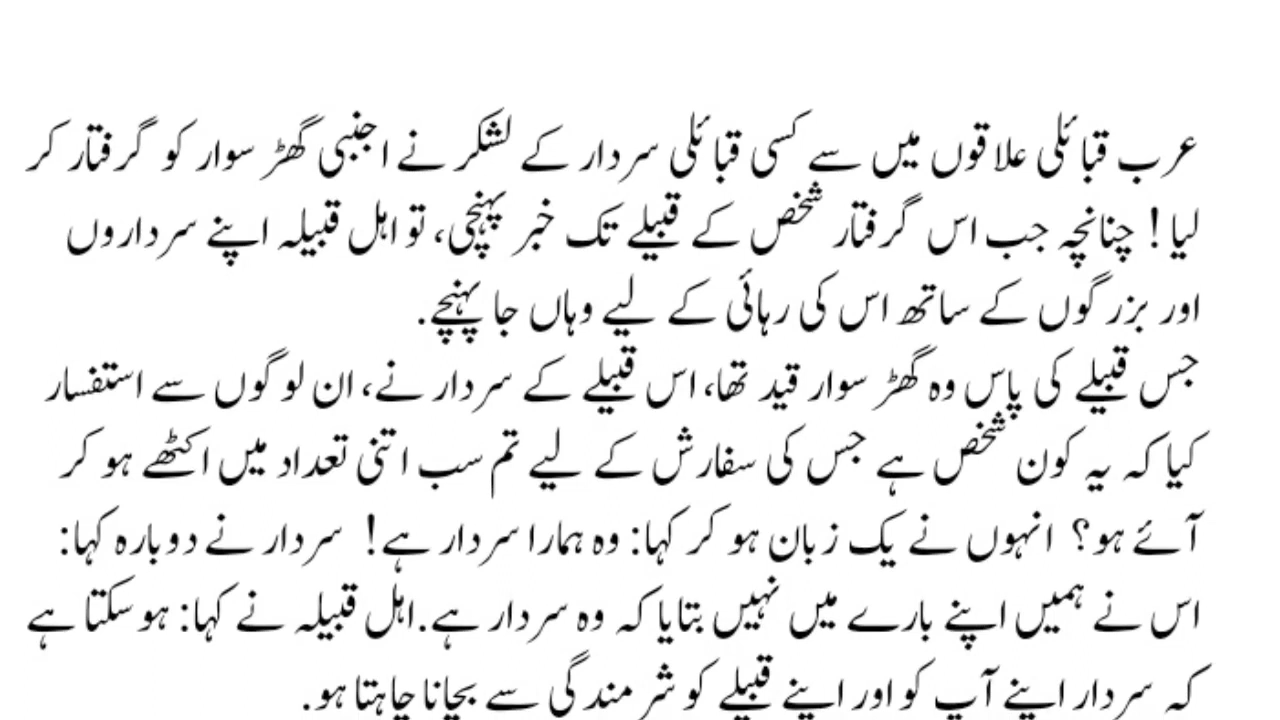 عرب قبائلی علاقوں میں سے کسی قبائلی سردار کے لشکر نے اجنبی گھڑ سوار کو گرفتار کر
لیا! چنانچہ جب اس گرفتار شخص کے قبیلے تک خبر پہنچی، تو اہل قبیلہ اپنے سرداروں
اور بزرگوں کے ساتھ اس کی رہائی کے لیے وہاں جا پہنچے.
جس قبیلے کی پاس وہ گھڑ سوار قید تھا، اس قبیلے کے سردار نے، ان لوگوں سے استفسار
کیا کہ یہ کون شخص ہے جس کی سفارش کے لیے تم سب اتنی تعداد میں اکٹھے ہو کر
آئے ہو؟ انہوں نے یک زبان ہو کر کہا: وہ ہمارا سردار ہے! سردار نے دوبارہ کہا:
اس نے ہمیں اپنے بارے میں نہیں بتایا کہ وہ سردار ہے.اہل قبیلہ نے کہا: ہو سکتا ہے
کہ سردار اپنے آپ کو اور اپنے قبیلے کو شرمندگی سے بچانا چاہتا ہو.